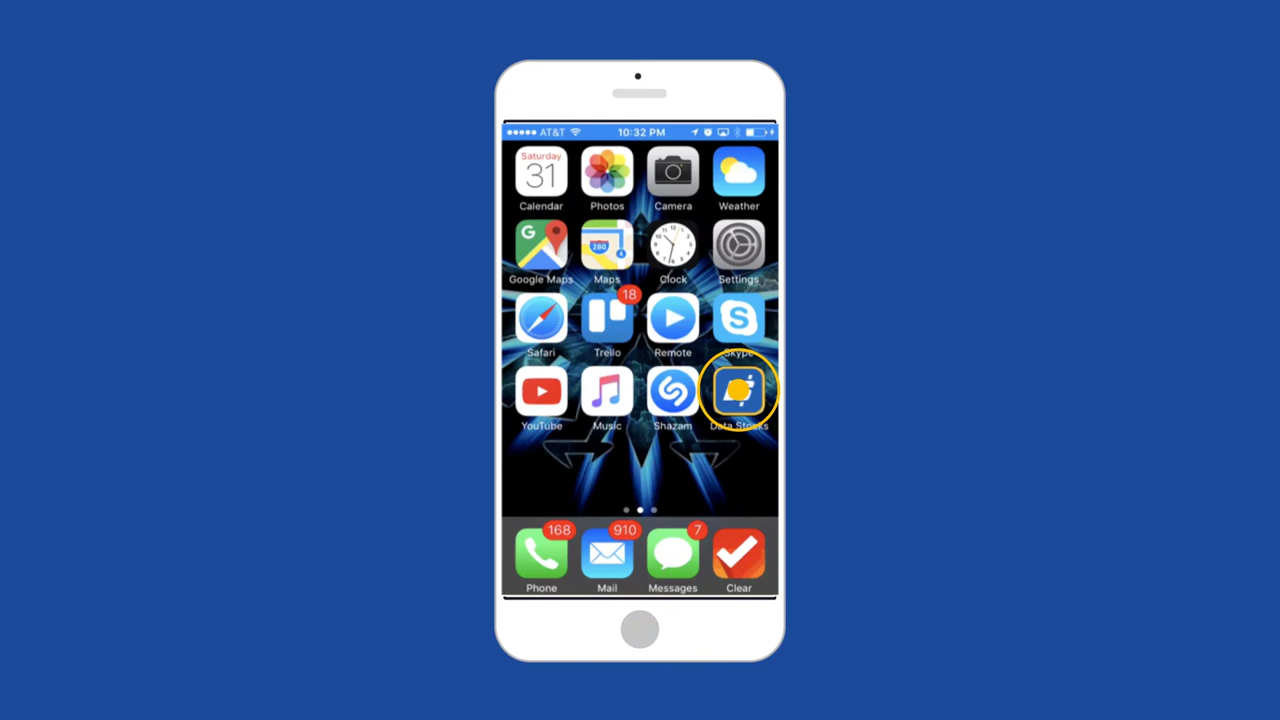 AT&T 10:32 PM
Saturday
31
Calendar Photos Camera Weather
G
280
Google Maps Maps Clock Settings
18
S
Safari Trello Remote Skype
YouTube Music Shazam Data Stocks
168 910 7
Phone Mail Messages Clear